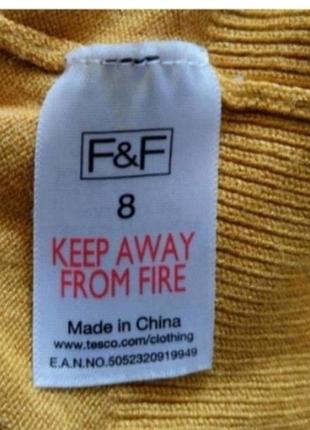 F&F
8
KEEP AWAY
FROM FIRE
Made in China
www.tesco.com/clothing
E.A.N.NO.5052320919949